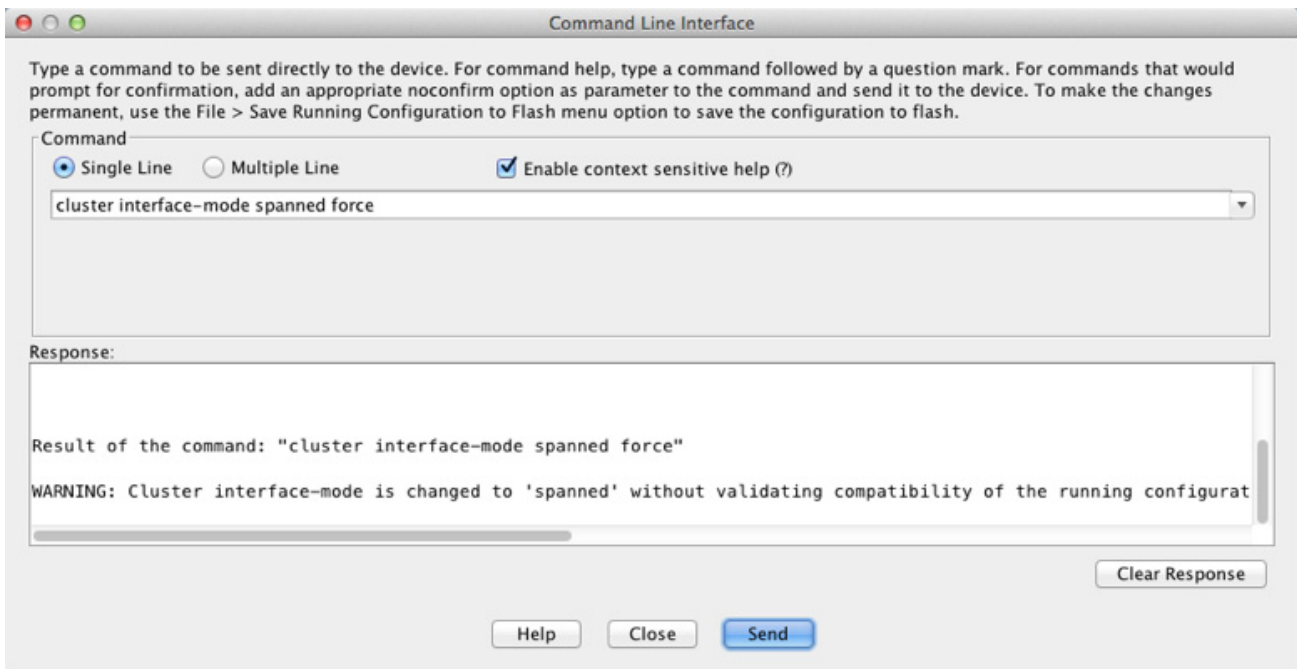 Command Line Interface
Type a command to be sent directly to the device. For command help, type a command followed by a question mark. For commands that would
prompt for confirmation, add an appropriate noconfirm option as parameter to the command and send it to the device. To make the changes
permanent, use the File > Save Running Configuration to Flash menu option to save the configuration to flash.
Command
Single Line Multiple Line Enable context sensitive help (?)
cluster interface-mode spanned force
Response:
Result of the command: "cluster interface-mode spanned force"
WARNING: Cluster interface-mode is changed to 'spanned' without validating compatibility of the running configurat
Clear Response
Help Close Send